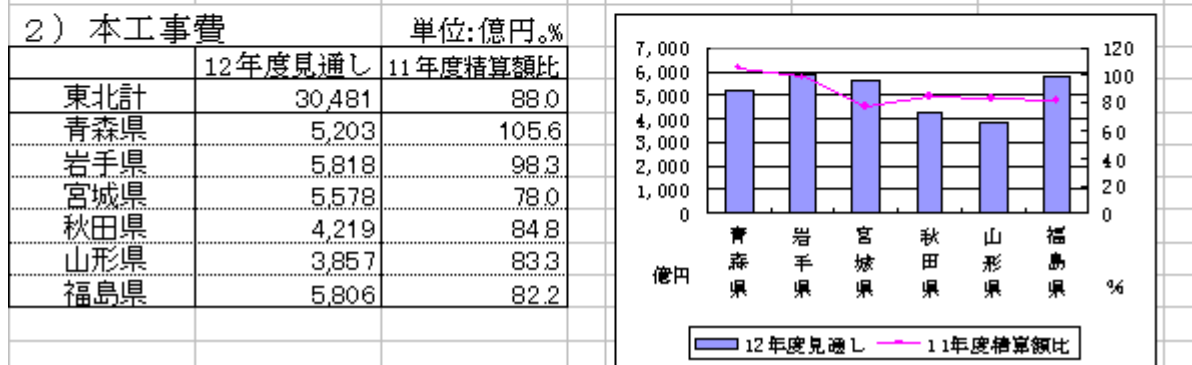 2) 本工事費 単位:億円。%
12年度見通し 11年度精算額比
東北計 30,481 88.0
青森県 5,203 105.6
岩手県 5,818 98.3
宮城県 5,578 78.0
秋田県 4,219 84.8
山形県 3,857 83.3
福島県 5,806 82.2
7,000 120
6,000 100
5,000 80
4,000 60
3,000 40
2,000 20
1,000 0
0
青森県 岩手県 宮城県 秋田県 山形県 福島県
億円 %
12年度見通し 11年度精算額比